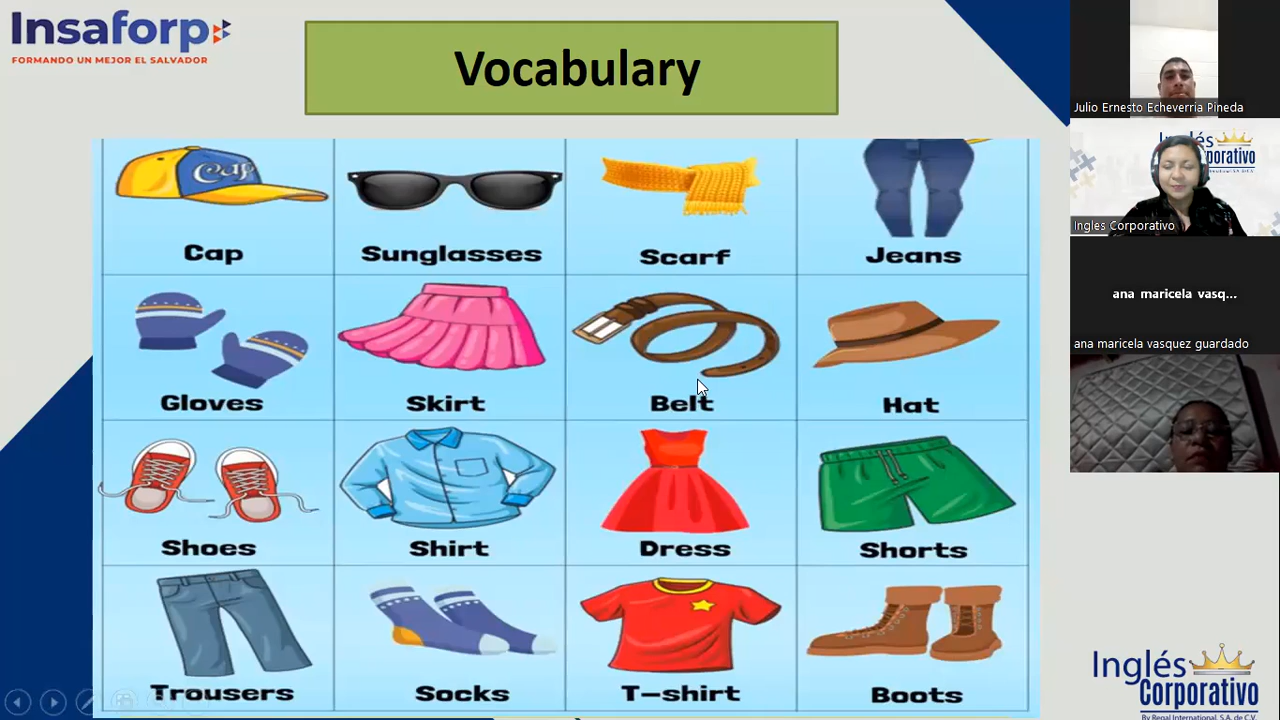 Insaforp
FORMANDO UN MEJOR EL SALVADOR
Vocabulary
Cap
Cap
Sunglasses
Scarf
Jeans
Gloves
Skirt
Belt
Hat
Shoes
Shirt
Dress
Shorts
Trousers
Socks
T-shirt
Boots
Julio Ernesto Echeverria Pineda
Inglés
Corporativo
Ingles Corporativo
ana maricela vasq...
ana maricela vasquez guardado
Inglés
Corporativo
By Regal International, S.A. de C.V.